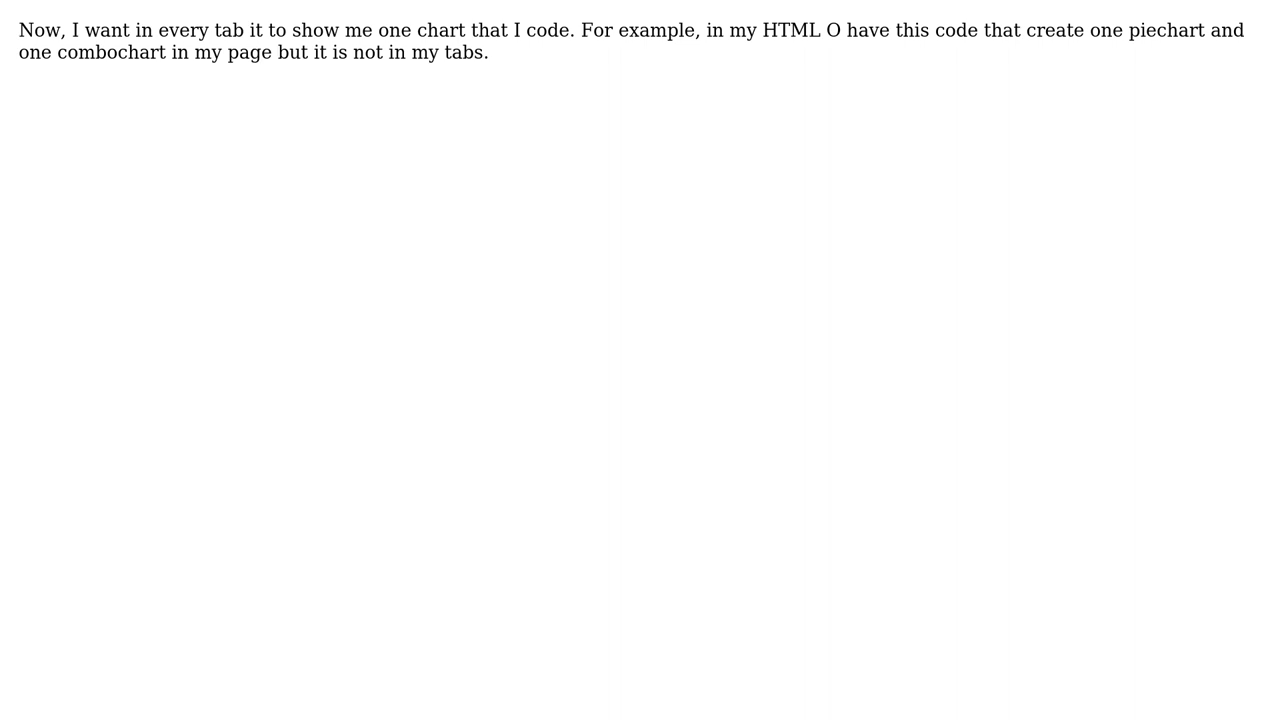 Now, I want in every tab it to show me one chart that I code. For example, in my HTML O have this code that create one piechart and
one combochart in my page but it is not in my tabs.